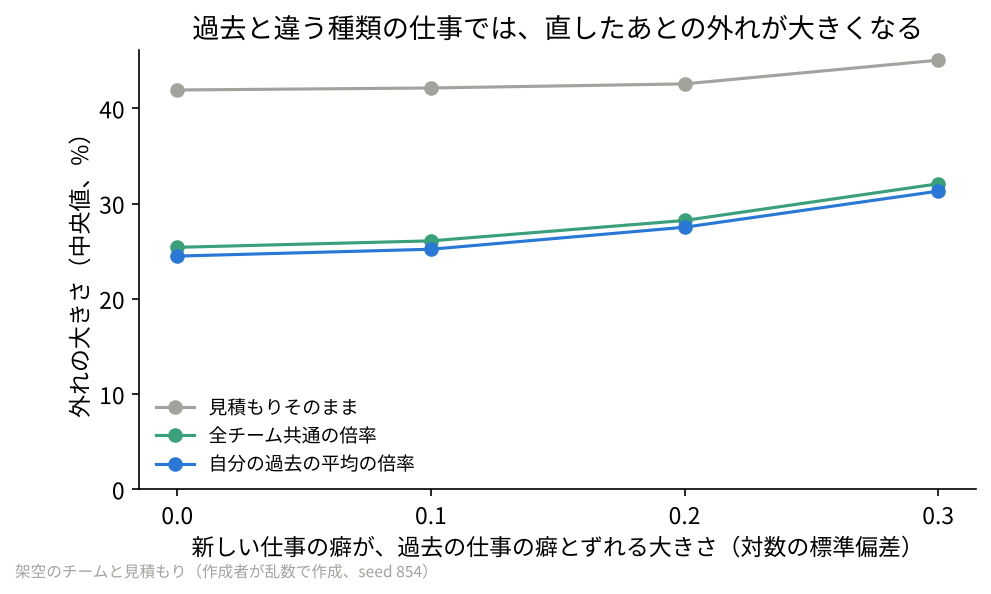 過去と違う種類の仕事では、直したあとの外れが大きくなる
外れの大きさ（中央値、%）
40
30
20
10
0
見積もりそのまま
全チーム共通の倍率
自分の過去の平均の倍率
0.0
0.1
0.2
0.3
新しい仕事の癖が、過去の仕事の癖とずれる大きさ（対数の標準偏差）
架空のチームと見積もり（作成者が乱数で作成、seed 854）